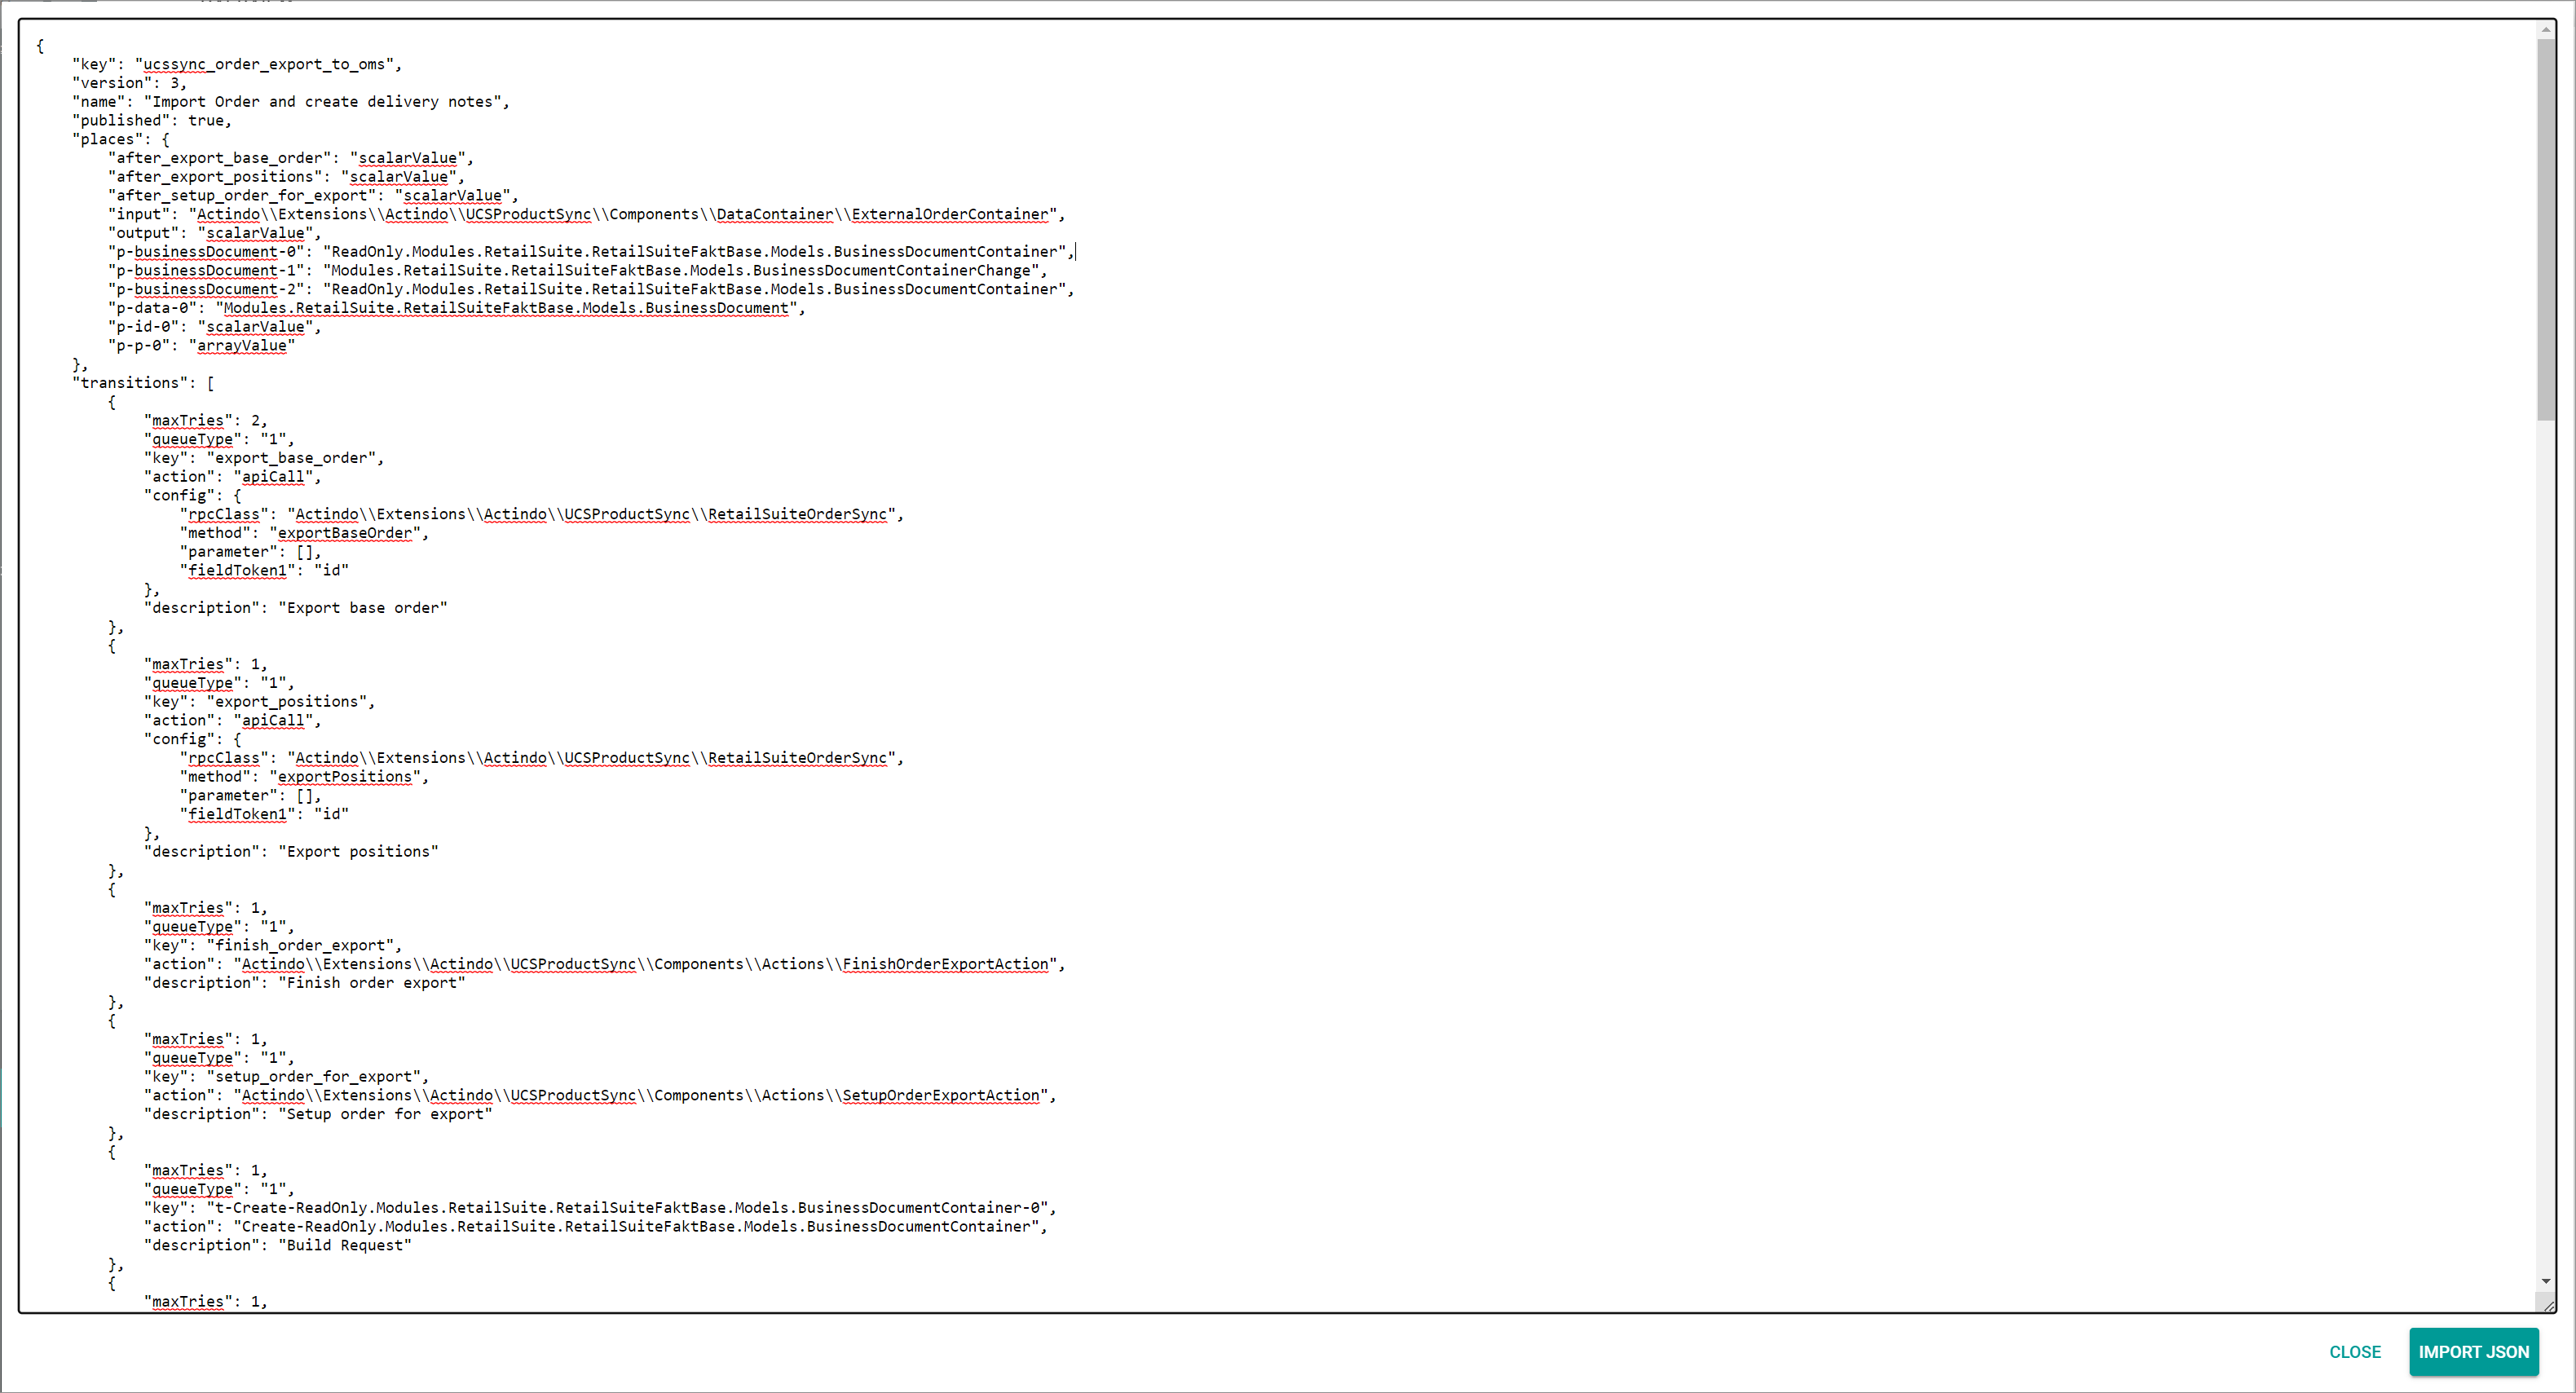 {
    "key": "ucssync_order_export_to_oms",
    "version": 3,
    "name": "Import Order and create delivery notes",
    "published": true,
    "places": {
        "after_export_base_order": "scalarValue",
        "after_export_positions": "scalarValue",
        "after_setup_order_for_export": "scalarValue",
        "input": "Actindo\\Extensions\\Actindo\\UCSProductSync\\Components\\DataContainer\\ExternalOrderContainer",
        "output": "scalarValue",
        "p-businessDocument-0": "ReadOnly.Modules.RetailSuite.RetailSuiteFaktBase.Models.BusinessDocumentContainer",
        "p-businessDocument-1": "Modules.RetailSuite.RetailSuiteFaktBase.Models.BusinessDocumentContainerChange",
        "p-businessDocument-2": "ReadOnly.Modules.RetailSuite.RetailSuiteFaktBase.Models.BusinessDocumentContainer",
        "p-data-0": "Modules.RetailSuite.RetailSuiteFaktBase.Models.BusinessDocument",
        "p-id-0": "scalarValue",
        "p-p-0": "arrayValue"
    },
    "transitions": [
        {
            "maxTries": 2,
            "queueType": "1",
            "key": "export_base_order",
            "action": "apiCall",
            "config": {
                "rpcClass": "Actindo\\Extensions\\Actindo\\UCSProductSync\\RetailSuiteOrderSync",
                "method": "exportBaseOrder",
                "parameter": [],
                "fieldToken1": "id"
            },
            "description": "Export base order"
        },
        {
            "maxTries": 1,
            "queueType": "1",
            "key": "export_positions",
            "action": "apiCall",
            "config": {
                "rpcClass": "Actindo\\Extensions\\Actindo\\UCSProductSync\\RetailSuiteOrderSync",
                "method": "exportPositions",
                "parameter": [],
                "fieldToken1": "id"
            },
            "description": "Export positions"
        },
        {
            "maxTries": 1,
            "queueType": "1",
            "key": "finish_order_export",
            "action": "Actindo\\Extensions\\Actindo\\UCSProductSync\\Components\\Actions\\FinishOrderExportAction",
            "description": "Finish order export"
        },
        {
            "maxTries": 1,
            "queueType": "1",
            "key": "setup_order_for_export",
            "action": "Actindo\\Extensions\\Actindo\\UCSProductSync\\Components\\Actions\\SetupOrderExportAction",
            "description": "Setup order for export"
        },
        {
            "maxTries": 1,
            "queueType": "1",
            "key": "t-Create-ReadOnly.Modules.RetailSuite.RetailSuiteFaktBase.Models.BusinessDocumentContainer-0",
            "action": "Create-ReadOnly.Modules.RetailSuite.RetailSuiteFaktBase.Models.BusinessDocumentContainer",
            "description": "Build Request"
        },
        {
            "maxTries": 1,
CLOSE
IMPORT JSON